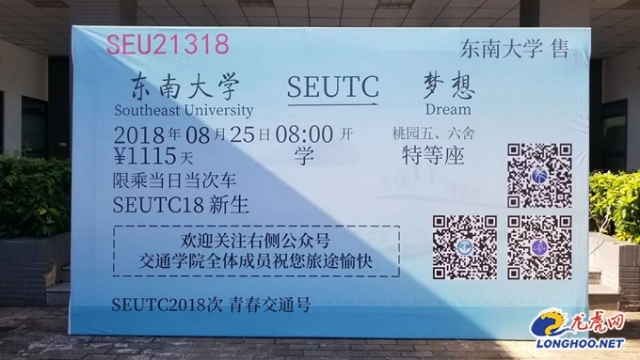 SEU21318 东南大学 售
东南大学 SEUTC 梦想
Southeast University Dream
2018年08月25日08:00开 桃园五、六舍
¥1115天 学 特等座
限乘当日当次车
SEUTC18 新生
欢迎关注右侧公众号
交通学院全体成员祝您旅途愉快
SEUTC2018次 青春交通号
龙虎网
LONGHOO.NET